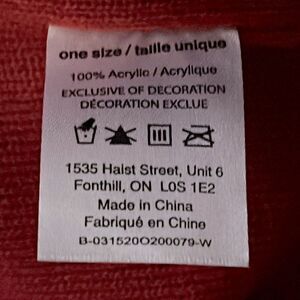 one size / taille unique
100% Acrylic / Acrylique
EXCLUSIVE OF DECORATION
DÉCORATION EXCLUE
1535 Haist Street, Unit 6
Fonthill, ON L0S 1E2
Made in China
Fabriqué en Chine
B-031520O200079-W